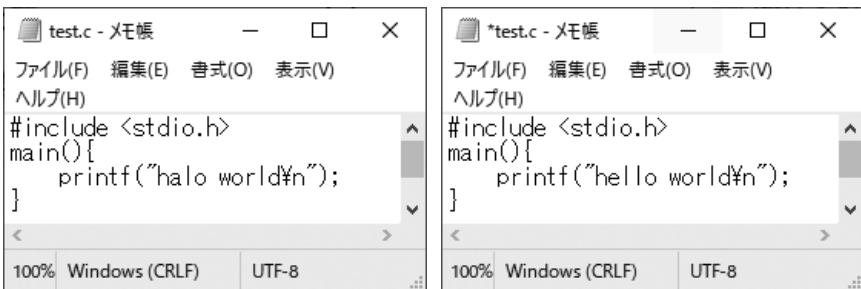 test.c - メモ帳
ファイル(F) 編集(E) 書式(O) 表示(V)
ヘルプ(H)
#include <stdio.h>
main(){
    printf("halo world¥n");
}
100% Windows (CRLF) UTF-8
*test.c - メモ帳
ファイル(F) 編集(E) 書式(O) 表示(V)
ヘルプ(H)
#include <stdio.h>
main(){
    printf("hello world¥n");
}
100% Windows (CRLF) UTF-8